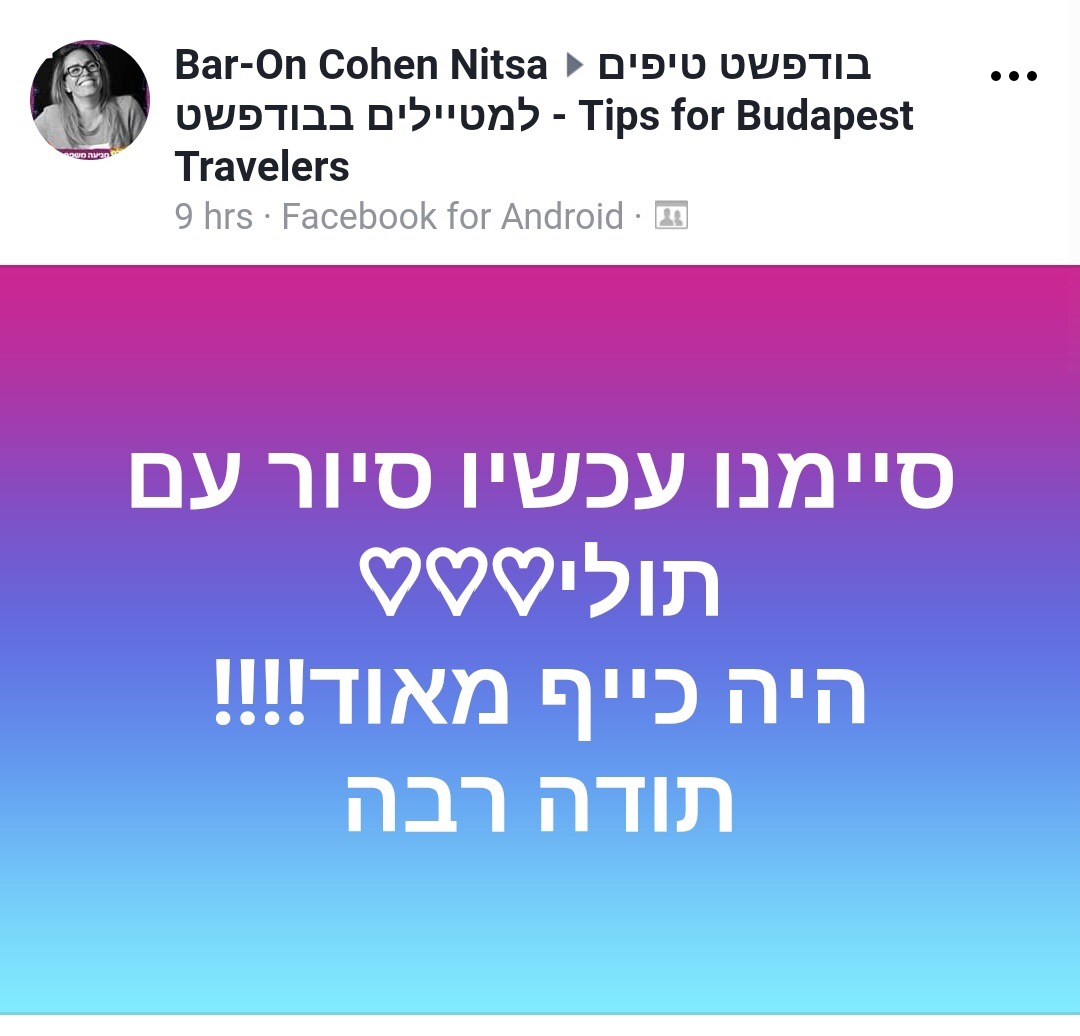 Bar-On Cohen Nitsa ▸ בודפשט טיפים
למטיילים בבודפשט - Tips for Budapest
Travelers
9 hrs · Facebook for Android ·
סיימנו עכשיו סיור עם
תולי♡♡♡
היה כייף מאוד!!!!
תודה רבה